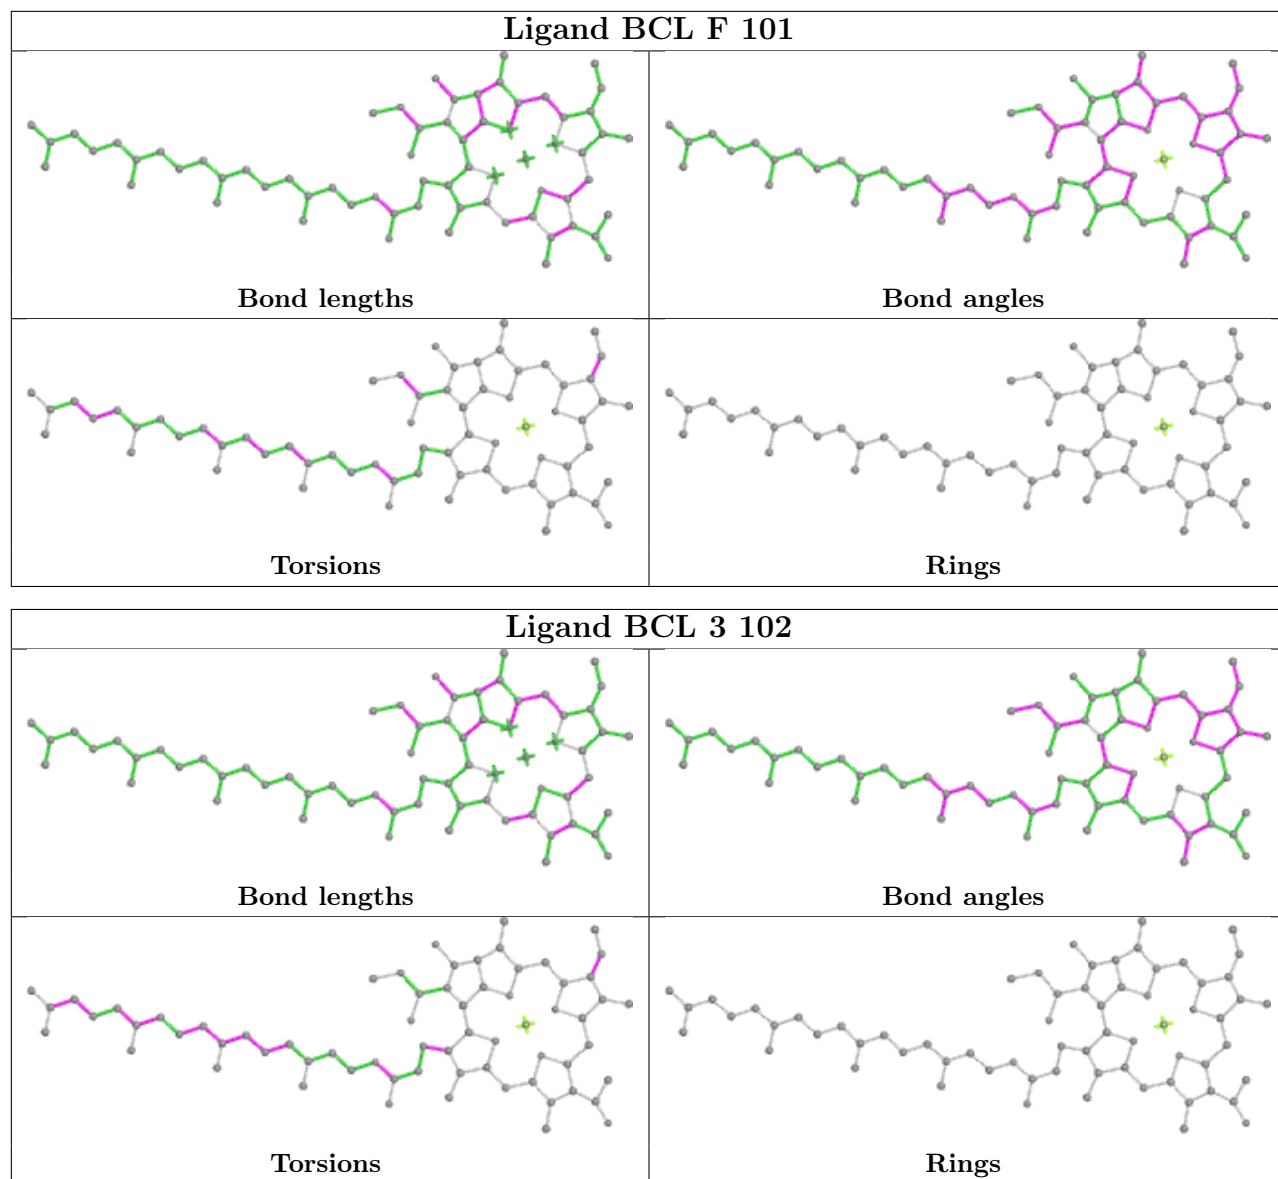 Ligand BCL F 101
Bond lengths
Bond angles
Torsions
Rings
Ligand BCL 3 102
Bond lengths
Bond angles
Torsions
Rings